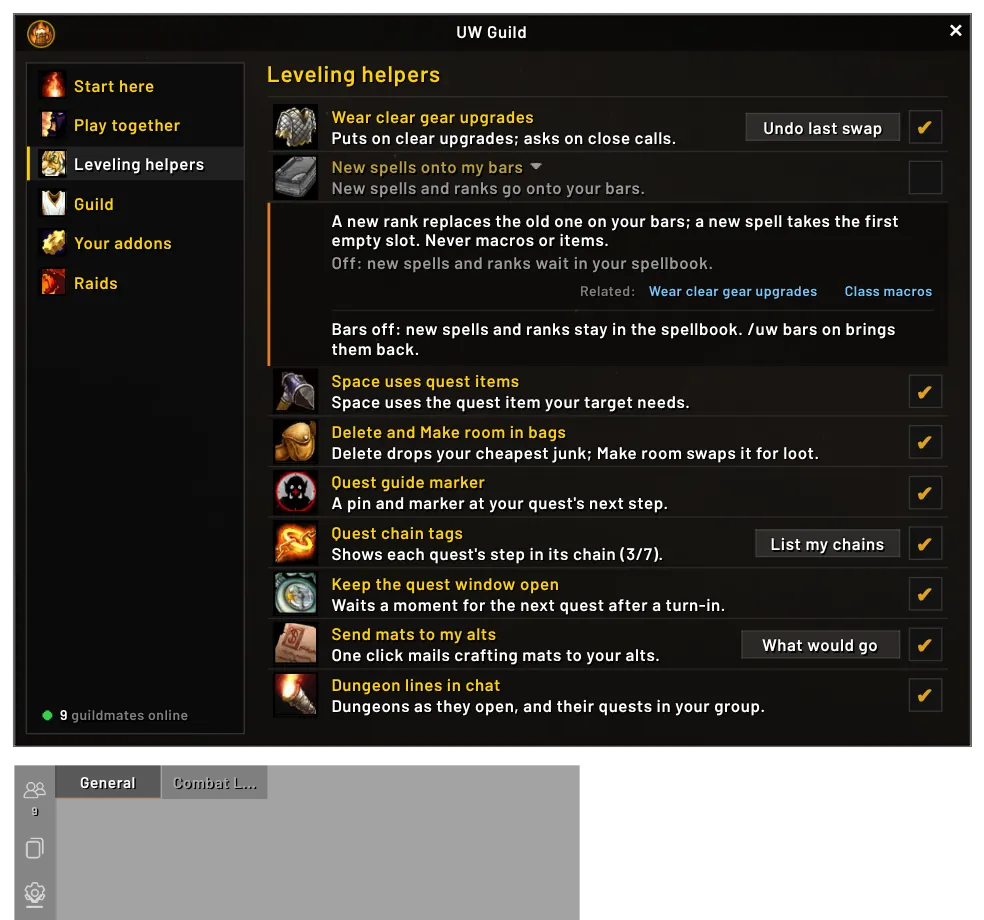 UW Guild
Start here
Play together
Leveling helpers
Guild
Your addons
Raids
9 guildmates online
Leveling helpers
Wear clear gear upgrades
Puts on clear upgrades; asks on close calls.
Undo last swap
New spells onto my bars
New spells and ranks go onto your bars.
A new rank replaces the old one on your bars; a new spell takes the first
empty slot. Never macros or items.
Off: new spells and ranks wait in your spellbook.
Related: Wear clear gear upgrades Class macros
Bars off: new spells and ranks stay in the spellbook. /uw bars on brings
them back.
Space uses quest items
Space uses the quest item your target needs.
Delete and Make room in bags
Delete drops your cheapest junk; Make room swaps it for loot.
Quest guide marker
A pin and marker at your quest's next step.
Quest chain tags
Shows each quest's step in its chain (3/7).
List my chains
Keep the quest window open
Waits a moment for the next quest after a turn-in.
Send mats to my alts
One click mails crafting mats to your alts.
What would go
Dungeon lines in chat
Dungeons as they open, and their quests in your group.
General
Combat L...
9